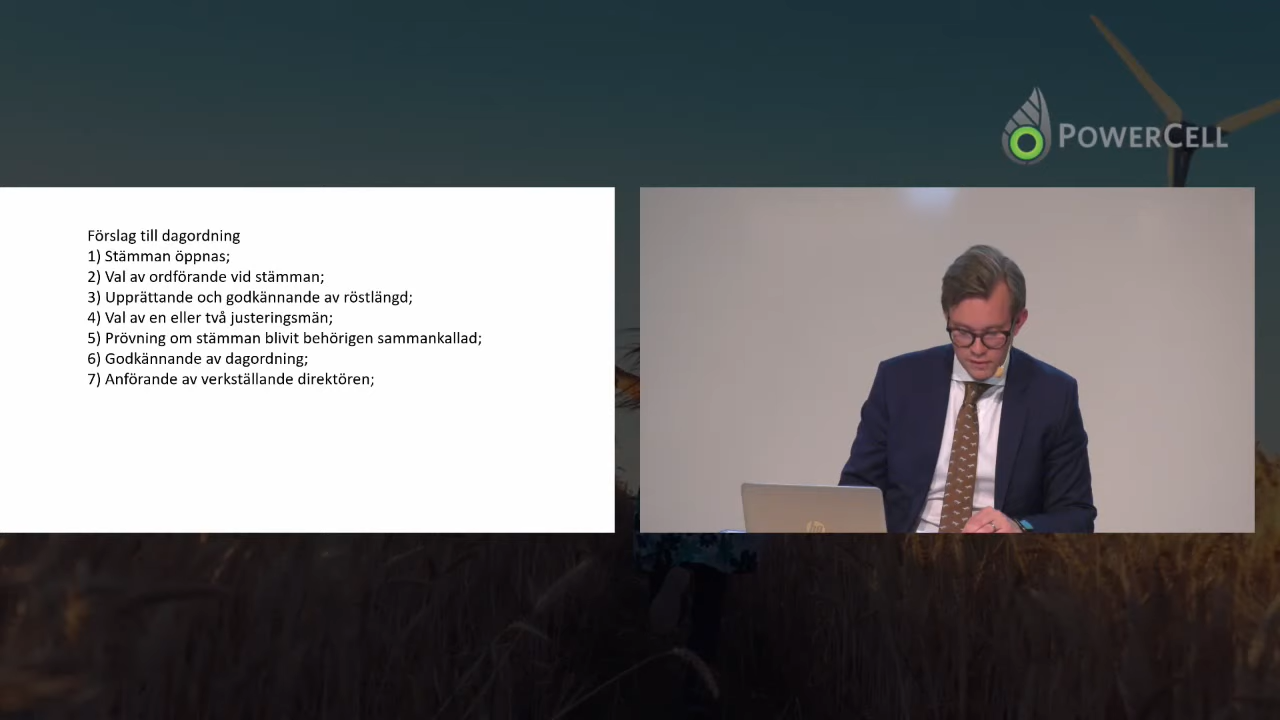 POWERCELL
Förslag till dagordning
1) Stämman öppnas;
2) Val av ordförande vid stämman;
3) Upprättande och godkännande av röstlängd;
4) Val av en eller två justeringsmän;
5) Prövning om stämman blivit behörigen sammankallad;
6) Godkännande av dagordning;
7) Anförande av verkställande direktören;
hp